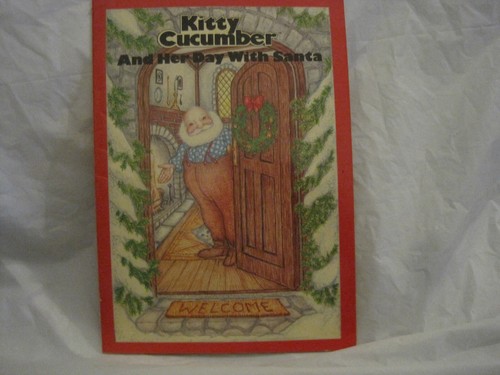 Kitty
Cucumber
And Her Day With Santa
WELCOME